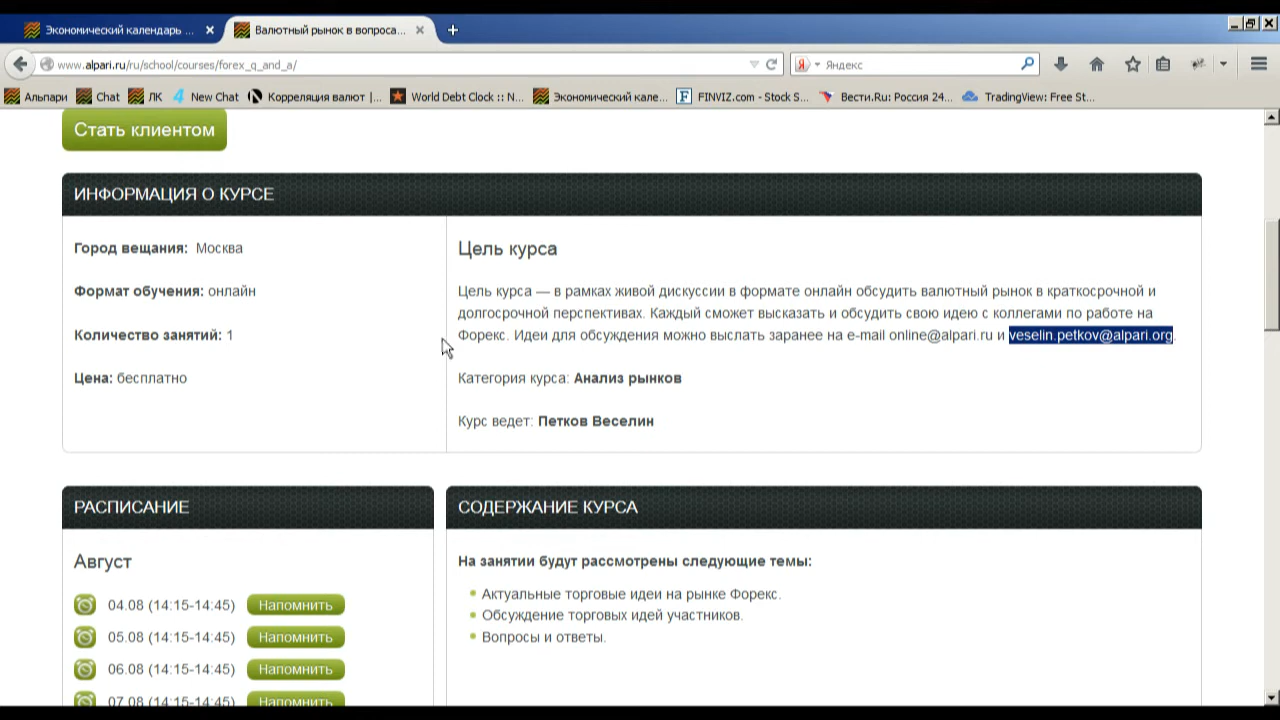 Экономический календарь ...
Валютный рынок в вопроса...
www.alpari.ru/ru/school/courses/forex_q_and_a/
Яндекс
Альпари
Chat
ЛК
New Chat
Корреляция валют |...
World Debt Clock :: N...
Экономический кале...
FINVIZ.com - Stock S...
Вести.Ru: Россия 24...
TradingView: Free St...
Стать клиентом
ИНФОРМАЦИЯ О КУРСЕ
Город вещания: Москва
Формат обучения: онлайн
Количество занятий: 1
Цена: бесплатно
Цель курса
Цель курса — в рамках живой дискуссии в формате онлайн обсудить валютный рынок в краткосрочной и
долгосрочной перспективах. Каждый сможет высказать и обсудить свою идею с коллегами по работе на
Форекс. Идеи для обсуждения можно выслать заранее на e-mail online@alpari.ru и veselin.petkov@alpari.org.
Категория курса: Анализ рынков
Курс ведет: Петков Веселин
РАСПИСАНИЕ
Август
04.08 (14:15-14:45) Напомнить
05.08 (14:15-14:45) Напомнить
06.08 (14:15-14:45) Напомнить
07.08 (14:15-14:45) Напомнить
СОДЕРЖАНИЕ КУРСА
На занятии будут рассмотрены следующие темы:
Актуальные торговые идеи на рынке Форекс.
Обсуждение торговых идей участников.
Вопросы и ответы.